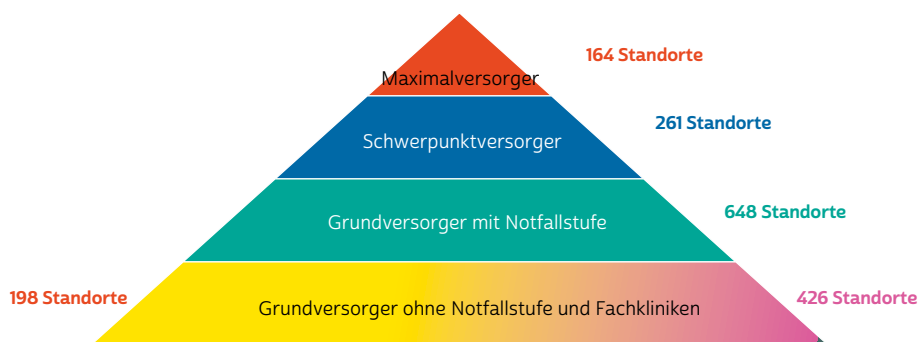 164 Standorte
Maximalversorger
261 Standorte
Schwerpunktversorger
648 Standorte
Grundversorger mit Notfallstufe
198 Standorte
426 Standorte
Grundversorger ohne Notfallstufe und Fachkliniken